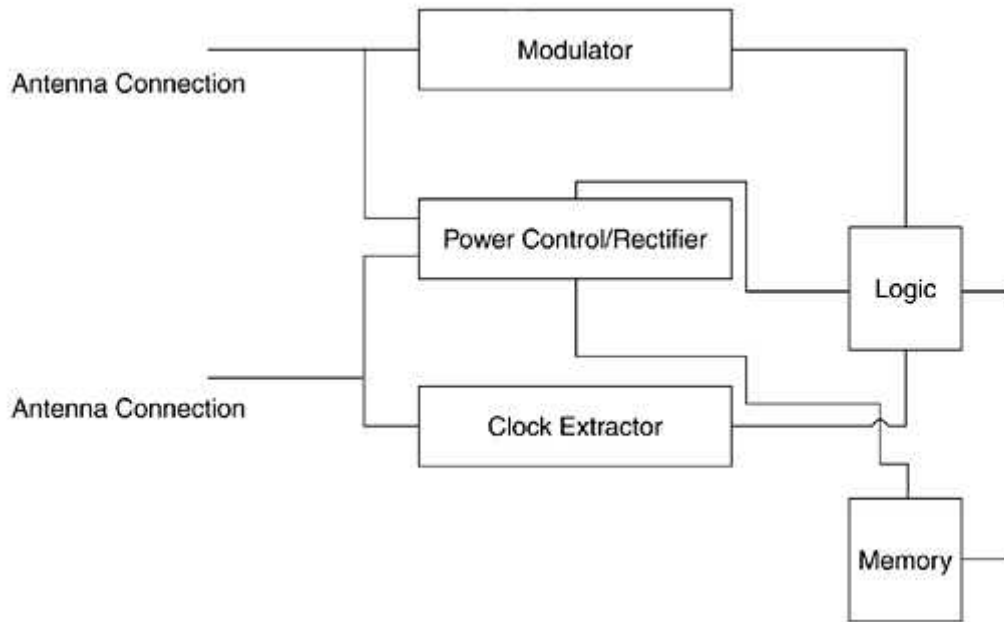 Modulator
Antenna Connection
Power Control/Rectifier
Logic
Antenna Connection
Clock Extractor
Memory